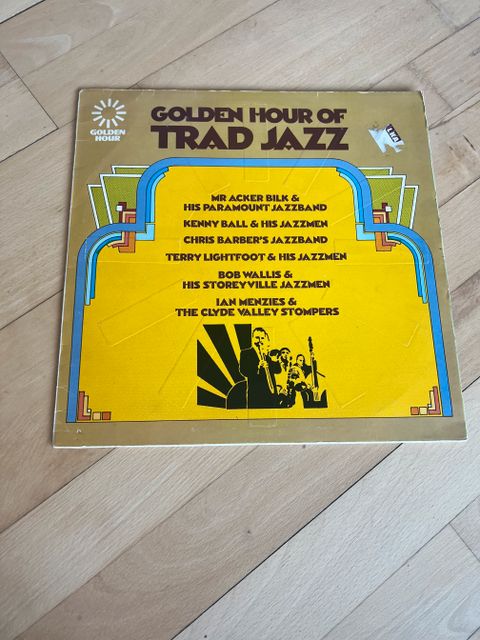 GOLDEN HOUR OF
TRAD JAZZ
GOLDEN
HOUR
MR ACKER BILK &
HIS PARAMOUNT JAZZBAND
KENNY BALL & HIS JAZZMEN
CHRIS BARBER'S JAZZBAND
TERRY LIGHTFOOT & HIS JAZZMEN
BOB WALLIS &
HIS STOREYVILLE JAZZMEN
IAN MENZIES &
THE CLYDE VALLEY STOMPERS